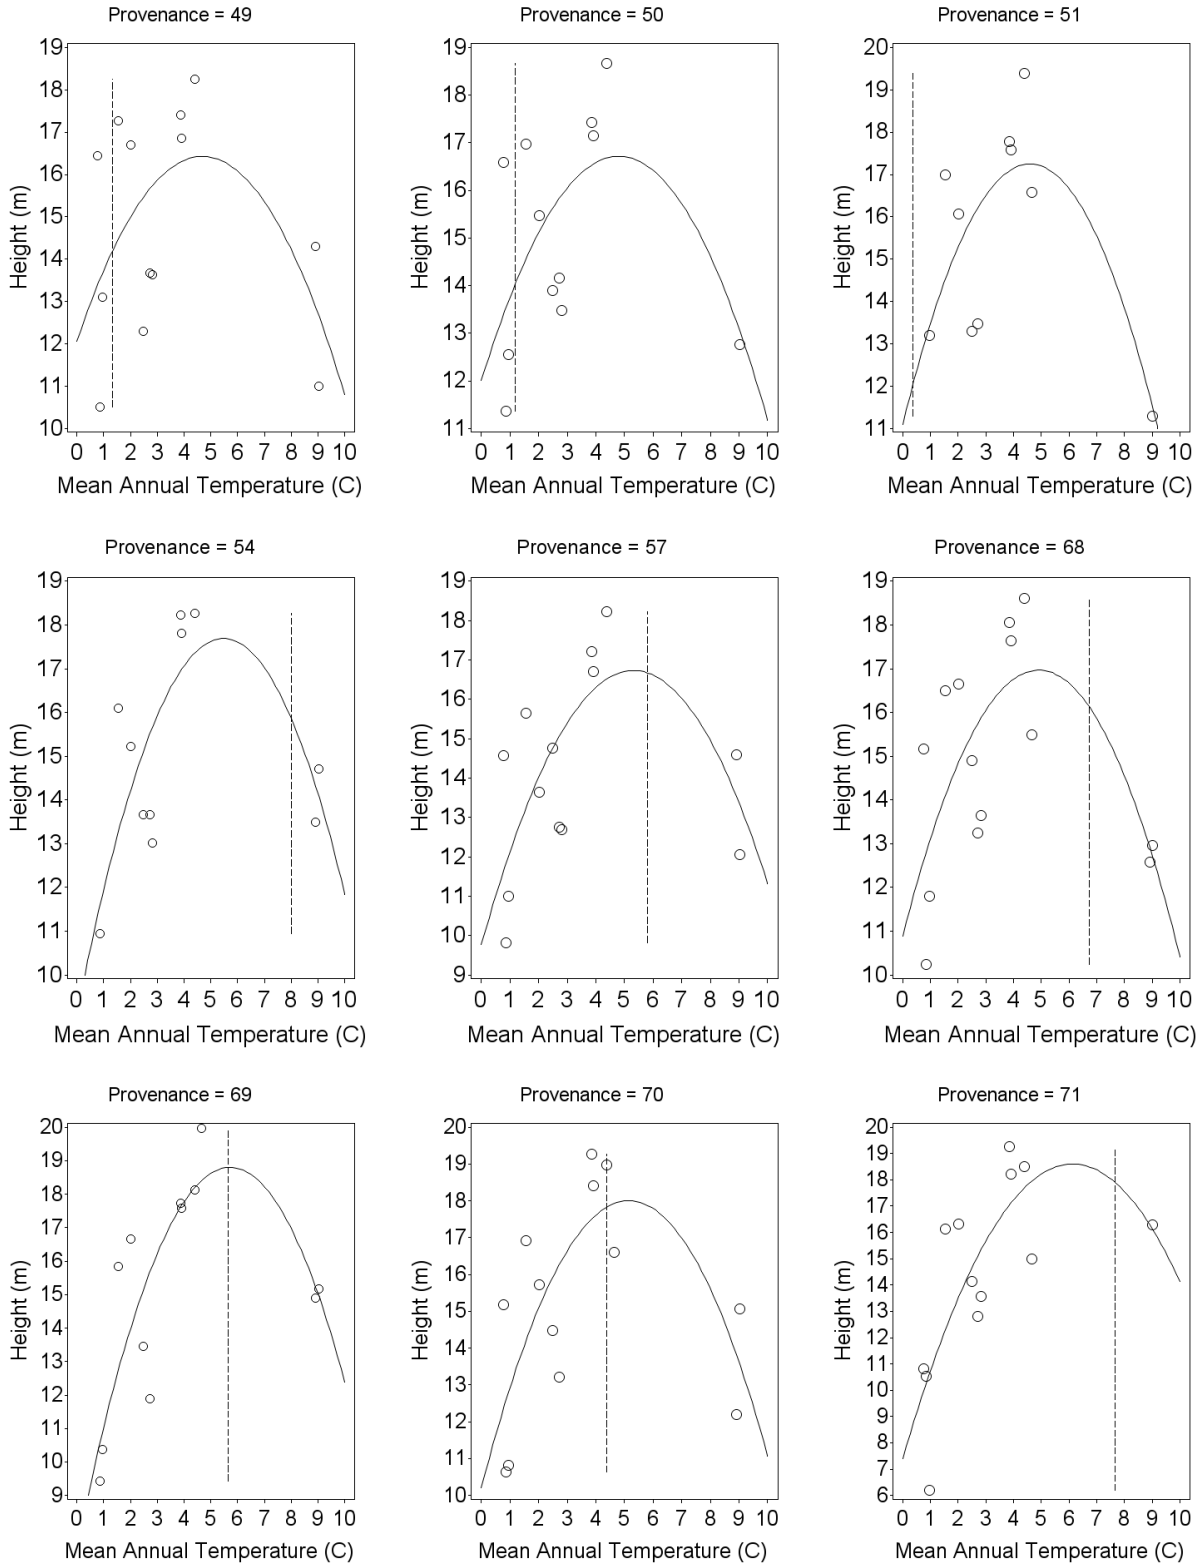 Provenance = 49
19
18
17
16
15
14
13
12
11
10
Height (m)
0 1 2 3 4 5 6 7 8 9 10
Mean Annual Temperature (C)
Provenance = 50
19
18
17
16
15
14
13
12
11
Height (m)
0 1 2 3 4 5 6 7 8 9 10
Mean Annual Temperature (C)
Provenance = 51
20
19
18
17
16
15
14
13
12
11
Height (m)
0 1 2 3 4 5 6 7 8 9 10
Mean Annual Temperature (C)
Provenance = 54
19
18
17
16
15
14
13
12
11
10
Height (m)
0 1 2 3 4 5 6 7 8 9 10
Mean Annual Temperature (C)
Provenance = 57
19
18
17
16
15
14
13
12
11
10
9
Height (m)
0 1 2 3 4 5 6 7 8 9 10
Mean Annual Temperature (C)
Provenance = 68
19
18
17
16
15
14
13
12
11
10
Height (m)
0 1 2 3 4 5 6 7 8 9 10
Mean Annual Temperature (C)
Provenance = 69
20
19
18
17
16
15
14
13
12
11
10
9
Height (m)
0 1 2 3 4 5 6 7 8 9 10
Mean Annual Temperature (C)
Provenance = 70
20
19
18
17
16
15
14
13
12
11
10
Height (m)
0 1 2 3 4 5 6 7 8 9 10
Mean Annual Temperature (C)
Provenance = 71
20
19
18
17
16
15
14
13
12
11
10
9
8
7
6
Height (m)
0 1 2 3 4 5 6 7 8 9 10
Mean Annual Temperature (C)